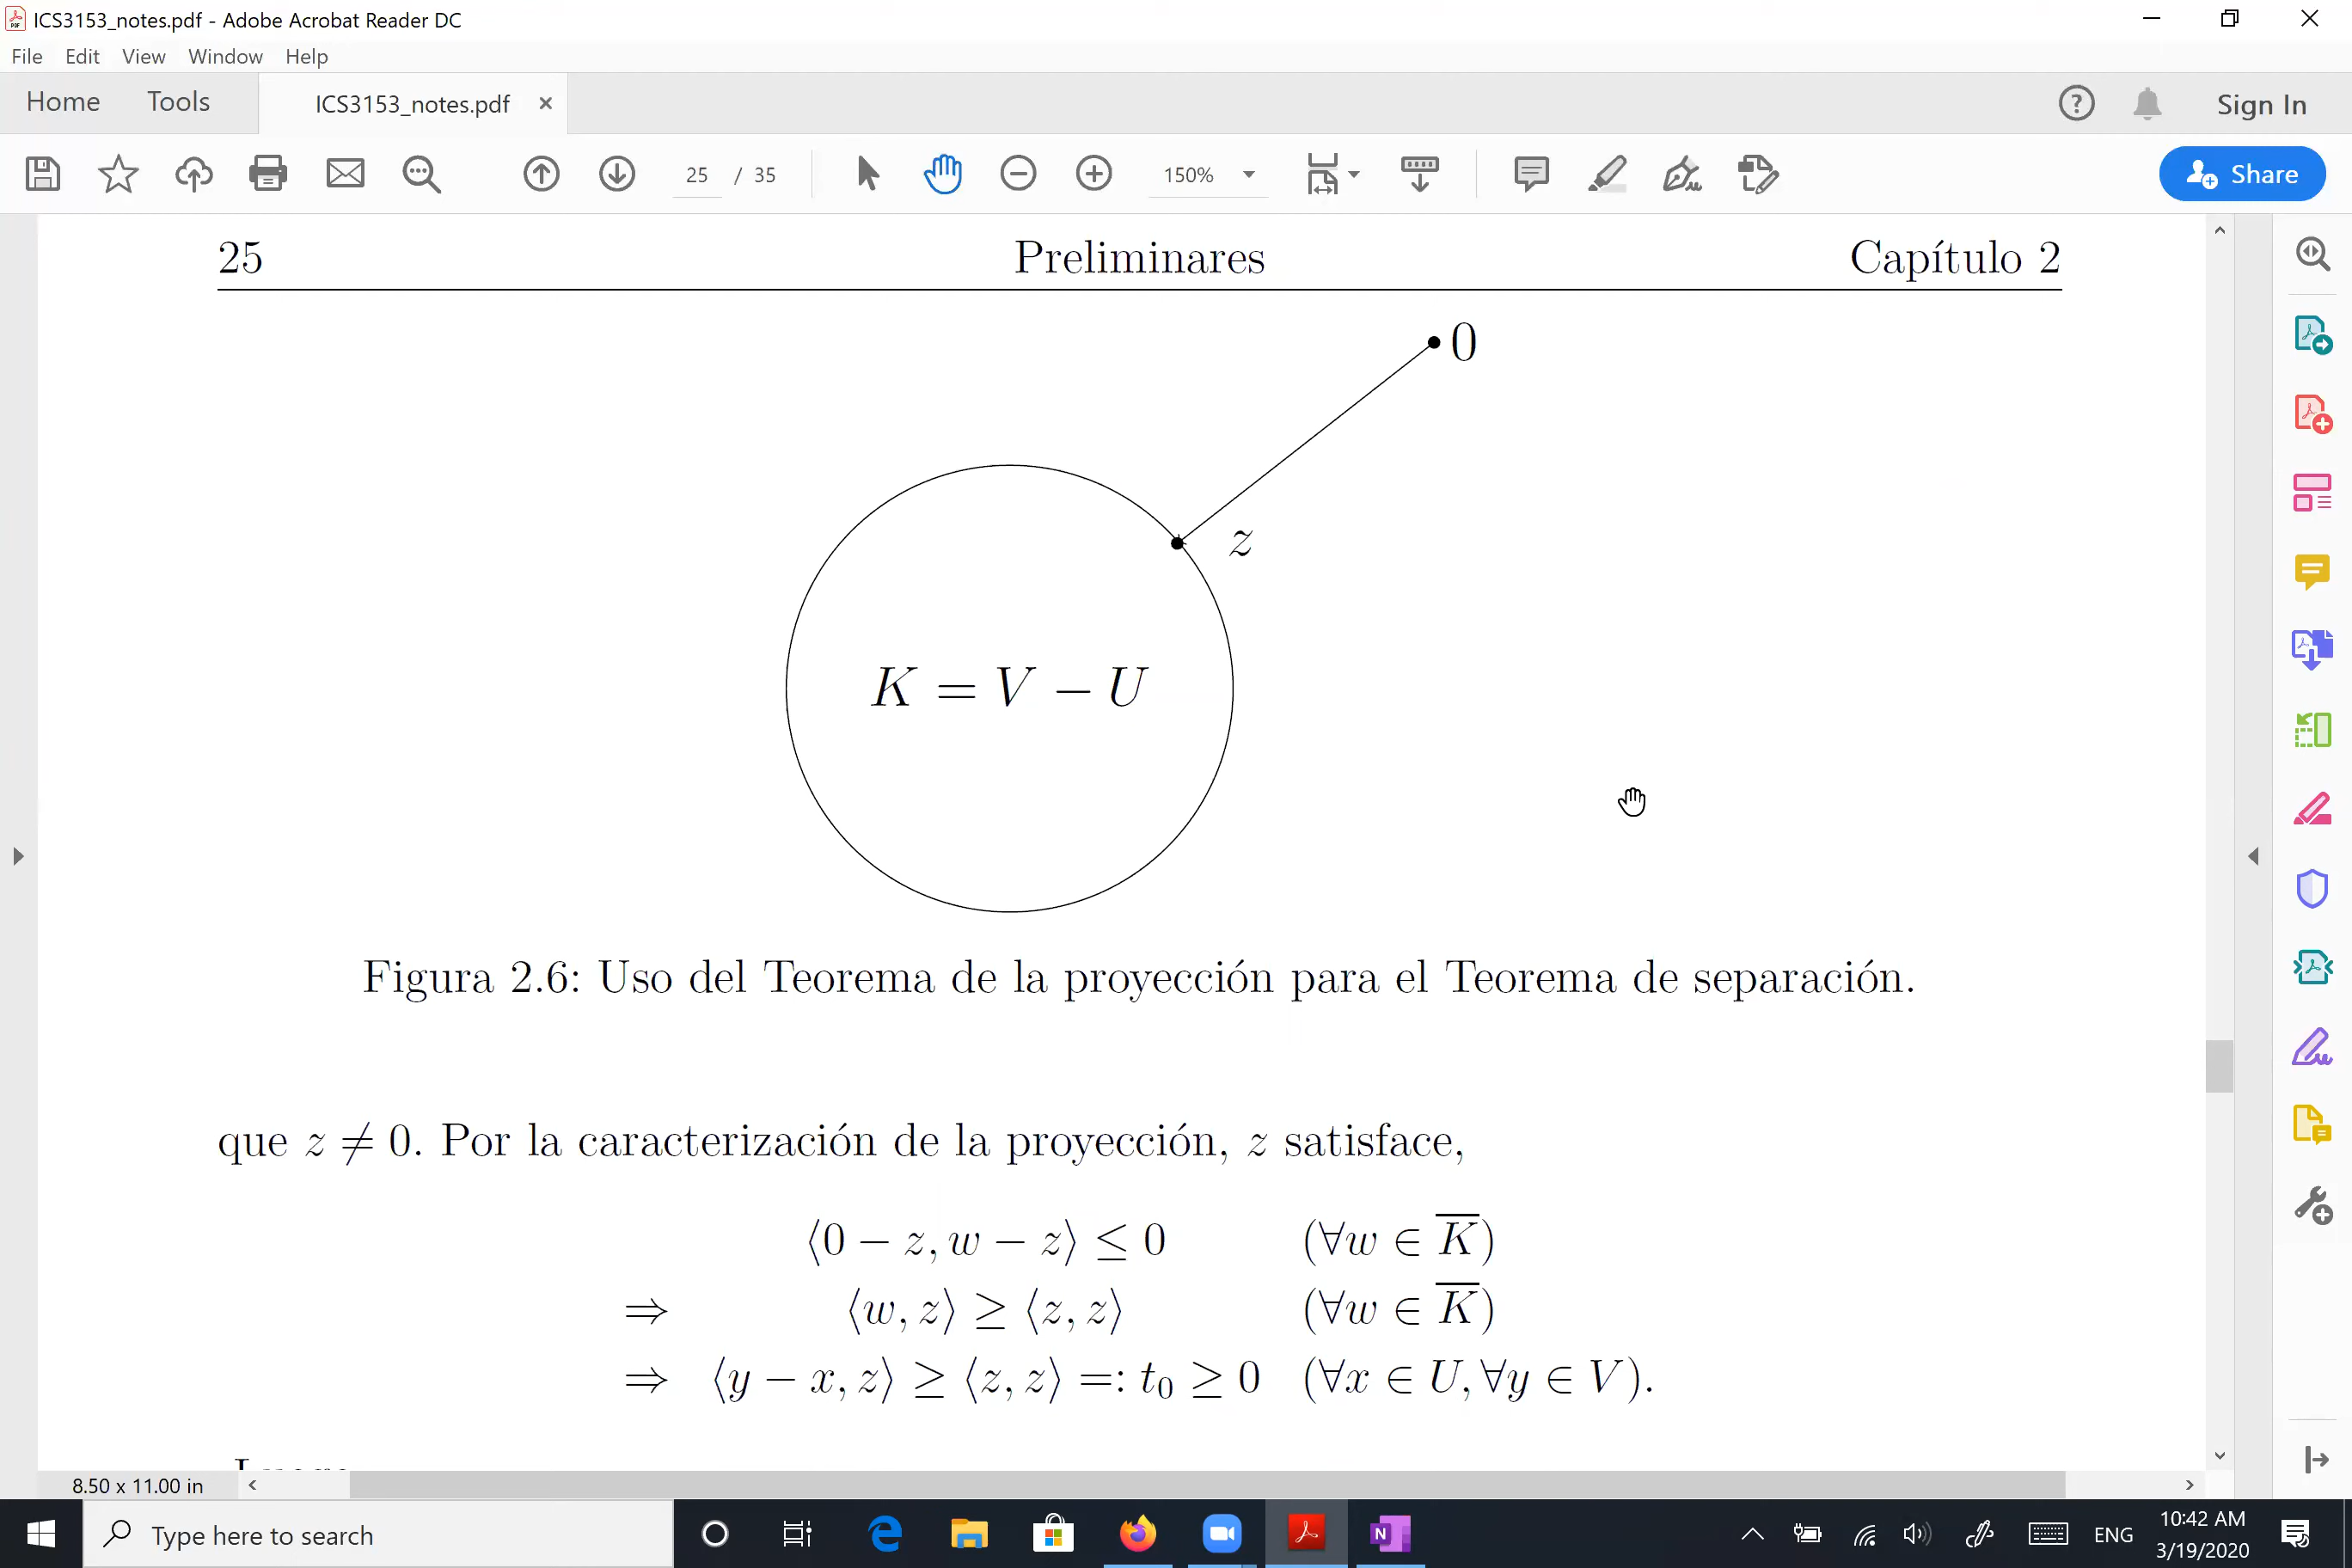 ICS3153_notes.pdf - Adobe Acrobat Reader DC
File Edit View Window Help
Home Tools ICS3153_notes.pdf × Sign In
25 / 35 150% Share
25 Preliminares Capítulo 2
0
z
K = V − U
Figura 2.6: Uso del Teorema de la proyección para el Teorema de separación.
que z ≠ 0. Por la caracterización de la proyección, z satisface,
⟨0 − z, w − z⟩ ≤ 0 (∀w ∈ K̅)
⇒ ⟨w, z⟩ ≥ ⟨z, z⟩ (∀w ∈ K̅)
⇒ ⟨y − x, z⟩ ≥ ⟨z, z⟩ =: t₀ ≥ 0 (∀x ∈ U, ∀y ∈ V).
8.50 x 11.00 in
Type here to search
ENG
10:42 AM
3/19/2020